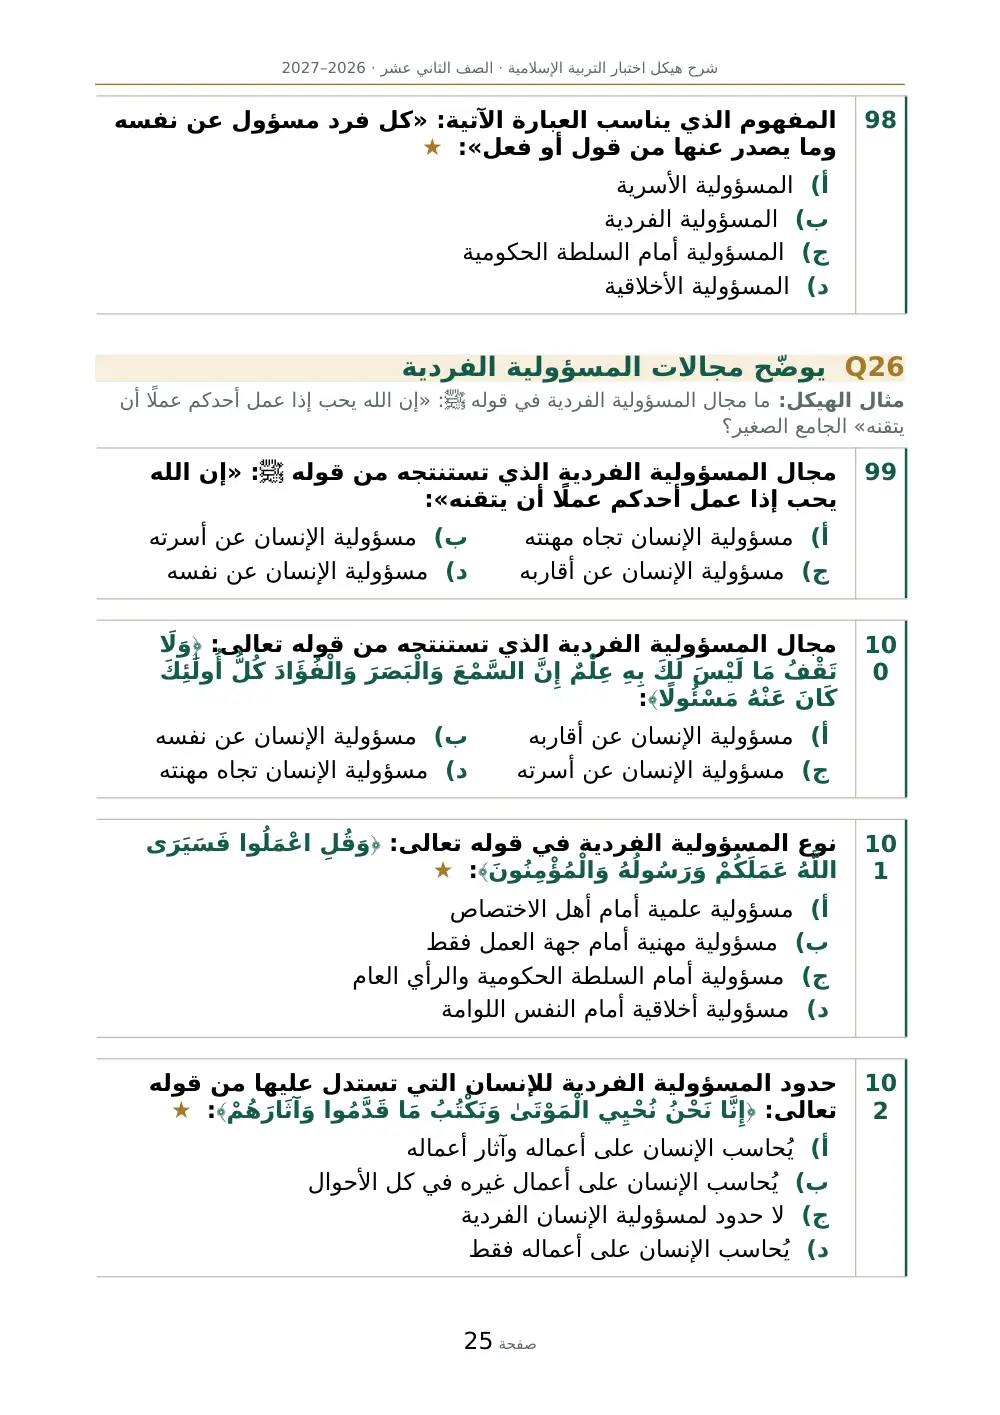 شرح هيكل اختبار التربية الإسلامية · الصف الثاني عشر · 2026–2027
98
المفهوم الذي يناسب العبارة الآتية: «كل فرد مسؤول عن نفسه
وما يصدر عنها من قول أو فعل»: ★
أ) المسؤولية الأسرية
ب) المسؤولية الفردية
ج) المسؤولية أمام السلطة الحكومية
د) المسؤولية الأخلاقية
Q26 يوضّح مجالات المسؤولية الفردية
مثال الهيكل: ما مجال المسؤولية الفردية في قوله ﷺ: «إن الله يحب إذا عمل أحدكم عملًا أن
يتقنه» الجامع الصغير؟
99
مجال المسؤولية الفردية الذي تستنتجه من قوله ﷺ: «إن الله
يحب إذا عمل أحدكم عملًا أن يتقنه»:
أ) مسؤولية الإنسان تجاه مهنته ب) مسؤولية الإنسان عن أسرته
ج) مسؤولية الإنسان عن أقاربه د) مسؤولية الإنسان عن نفسه
10
0
مجال المسؤولية الفردية الذي تستنتجه من قوله تعالى: ﴿وَلَا
تَقْفُ مَا لَيْسَ لَكَ بِهِ عِلْمٌ إِنَّ السَّمْعَ وَالْبَصَرَ وَالْفُؤَادَ كُلُّ أُولَٰئِكَ
كَانَ عَنْهُ مَسْئُولًا﴾:
أ) مسؤولية الإنسان عن أقاربه ب) مسؤولية الإنسان عن نفسه
ج) مسؤولية الإنسان عن أسرته د) مسؤولية الإنسان تجاه مهنته
10
1
نوع المسؤولية الفردية في قوله تعالى: ﴿وَقُلِ اعْمَلُوا فَسَيَرَى
اللَّهُ عَمَلَكُمْ وَرَسُولُهُ وَالْمُؤْمِنُونَ﴾: ★
أ) مسؤولية علمية أمام أهل الاختصاص
ب) مسؤولية مهنية أمام جهة العمل فقط
ج) مسؤولية أمام السلطة الحكومية والرأي العام
د) مسؤولية أخلاقية أمام النفس اللوامة
10
2
حدود المسؤولية الفردية للإنسان التي تستدل عليها من قوله
تعالى: ﴿إِنَّا نَحْنُ نُحْيِي الْمَوْتَىٰ وَنَكْتُبُ مَا قَدَّمُوا وَآثَارَهُمْ﴾: ★
أ) يُحاسب الإنسان على أعماله وآثار أعماله
ب) يُحاسب الإنسان على أعمال غيره في كل الأحوال
ج) لا حدود لمسؤولية الإنسان الفردية
د) يُحاسب الإنسان على أعماله فقط
صفحة 25